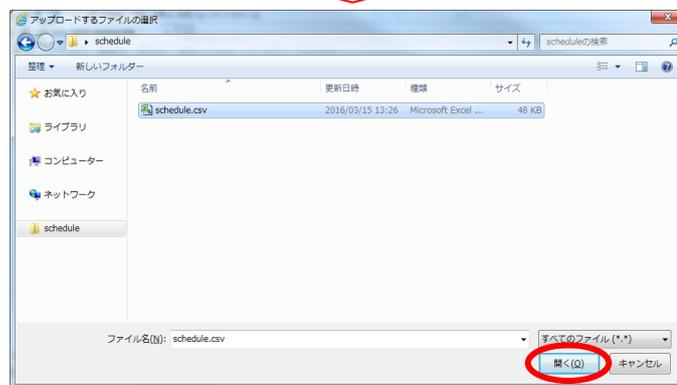 アップロードするファイルの選択
schedule
scheduleの検索
整理
新しいフォルダー
お気に入り
ライブラリ
コンピューター
ネットワーク
schedule
名前 更新日時 種類 サイズ
schedule.csv 2016/03/15 13:26 Microsoft Excel ... 48 KB
ファイル名(N): schedule.csv
すべてのファイル (*.*)
開く(O) キャンセル